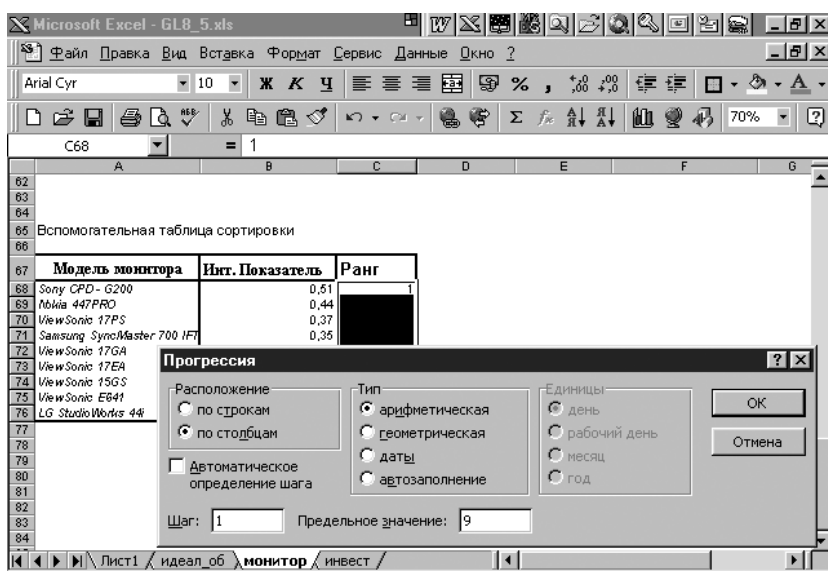 Microsoft Excel - GL8_5.xls
Файл Правка Вид Вставка Формат Сервис Данные Окно ?
Arial Cyr 10 Ж К Ч % , ,00 ,00
Σ fx 70%
C68 = 1
A B C D E F G
62
63
64
65 Вспомогательная таблица сортировки
66
67 Модель монитора Инт. Показатель Ранг
68 Sony CPD- G200 0,51 1
69 Nokia 447PRO 0,44
70 ViewSonic 17PS 0,37
71 Samsung SyncMaster 700 IFT 0,35
72 ViewSonic 17GA
73 ViewSonic 17EA
74 ViewSonic 15GS
75 ViewSonic E641
76 LG StudioWorks 44i
77
78
79
80
81
82
83
84
Прогрессия
Расположение
по строкам
по столбцам
Автоматическое
определение шага
Тип
арифметическая
геометрическая
даты
автозаполнение
Единицы
день
рабочий день
месяц
год
OK
Отмена
Шаг: 1 Предельное значение: 9
Лист1 идеал_об монитор инвест